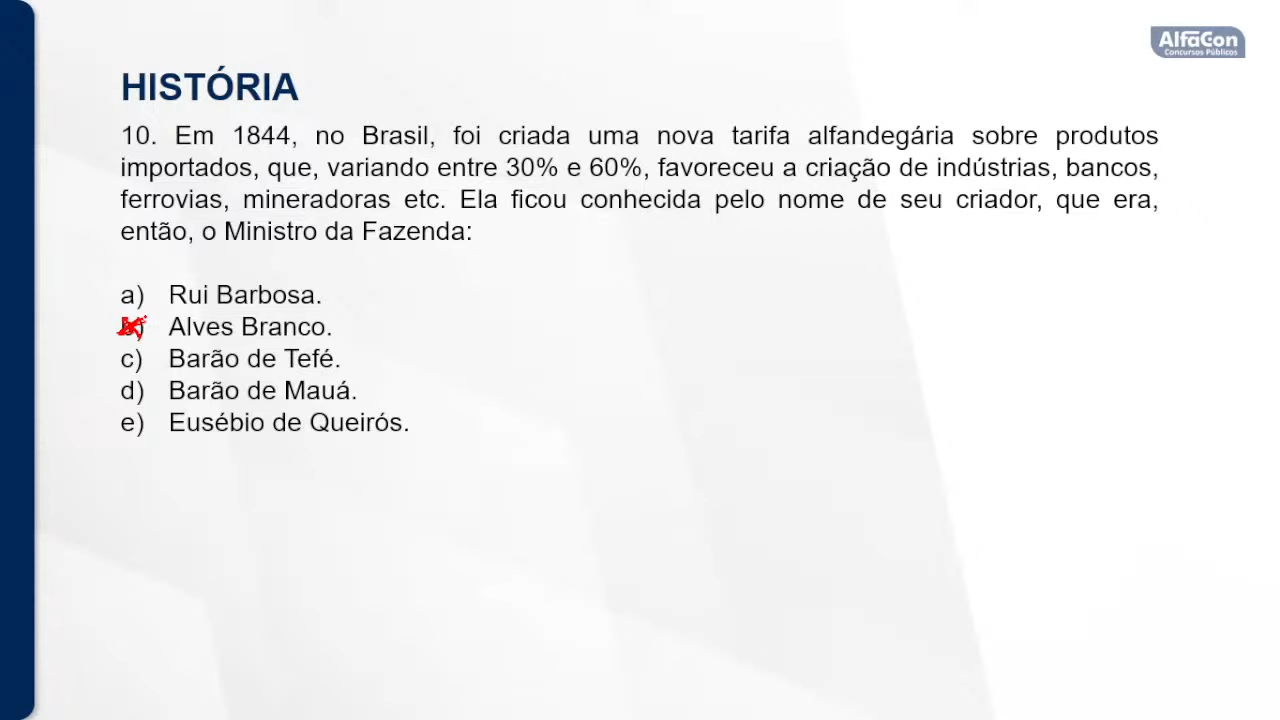 AlfaCon
Concursos Públicos
HISTÓRIA
10. Em 1844, no Brasil, foi criada uma nova tarifa alfandegária sobre produtos
importados, que, variando entre 30% e 60%, favoreceu a criação de indústrias, bancos,
ferrovias, mineradoras etc. Ela ficou conhecida pelo nome de seu criador, que era,
então, o Ministro da Fazenda:
a) Rui Barbosa.
b) Alves Branco.
c) Barão de Tefé.
d) Barão de Mauá.
e) Eusébio de Queirós.